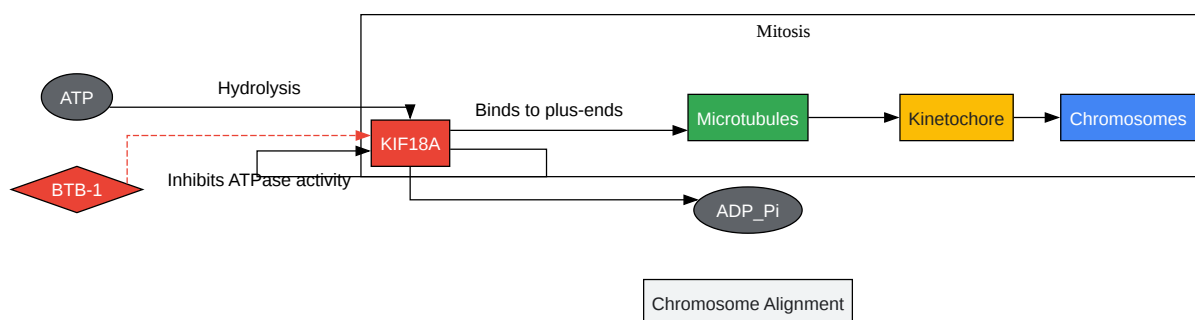 Mitosis
Hydrolysis
ATP
Binds to plus-ends
Microtubules
Kinetochore
Chromosomes
KIF18A
Inhibits ATPase activity
BTB-1
ADP_Pi
Chromosome Alignment